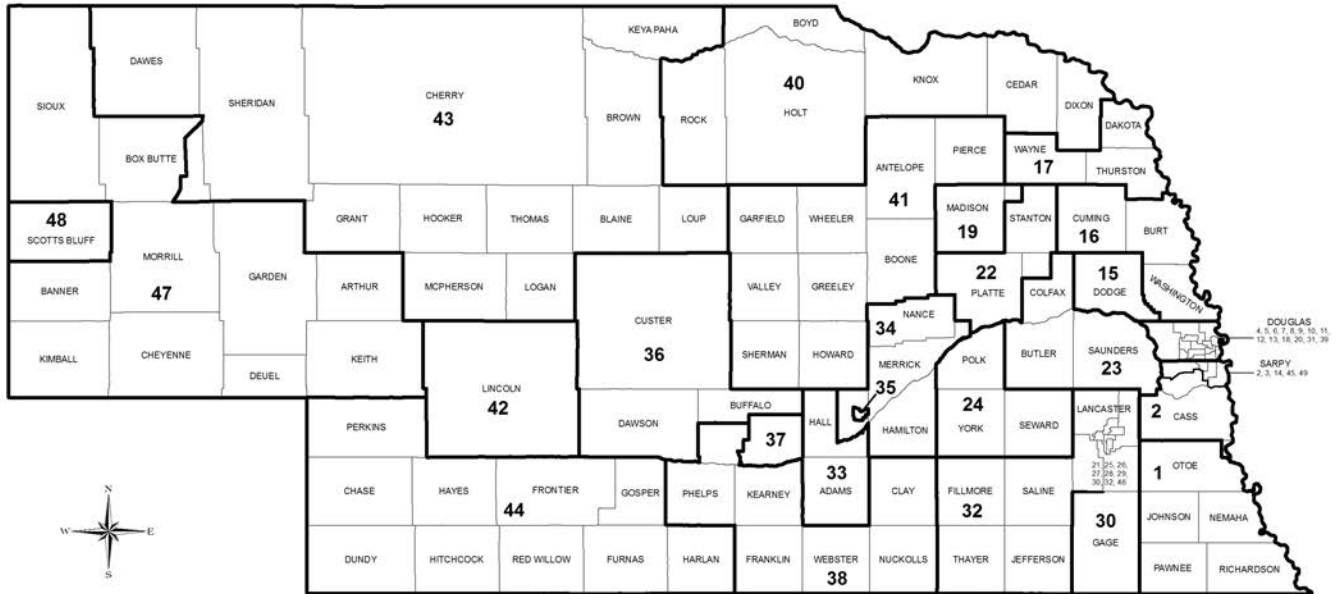 BOYD
KEYA PAHA
DAWES
SIOUX
SHERIDAN
CHERRY
43
BROWN
ROCK
40
HOLT
KNOX
CEDAR
DIXON
DAKOTA
BOX BUTTE
ANTELOPE
41
PIERCE
WAYNE
17
THURSTON
48
SCOTTS BLUFF
GRANT
HOOKER
THOMAS
BLAINE
LOUP
GARFIELD
WHEELER
MADISON
19
STANTON
CUMING
16
BURT
MORRILL
47
GARDEN
BANNER
ARTHUR
MCPHERSON
LOGAN
BOONE
22
PLATTE
COLFAX
15
DODGE
WASHINGTON
CUSTER
36
VALLEY
GREELEY
34
NANCE
DOUGLAS
4, 5, 6, 7, 8, 9, 10, 11,
12, 13, 18, 20, 31, 39
KIMBALL
CHEYENNE
DEUEL
KEITH
SHERMAN
HOWARD
MERRICK
35
POLK
BUTLER
SAUNDERS
23
SARPY
2, 3, 14, 45, 49
LINCOLN
42
PERKINS
DAWSON
BUFFALO
37
HALL
HAMILTON
24
YORK
SEWARD
LANCASTER
21, 25, 26,
27, 28, 29,
30, 32, 46
2
CASS
1
OTOE
CHASE
HAYES
FRONTIER
44
GOSPER
PHELPS
KEARNEY
33
ADAMS
CLAY
FILLMORE
32
SALINE
30
GAGE
JOHNSON
NEMAHA
DUNDY
HITCHCOCK
RED WILLOW
FURNAS
HARLAN
FRANKLIN
WEBSTER
38
NUCKOLLS
THAYER
JEFFERSON
PAWNEE
RICHARDSON
N
W
E
S